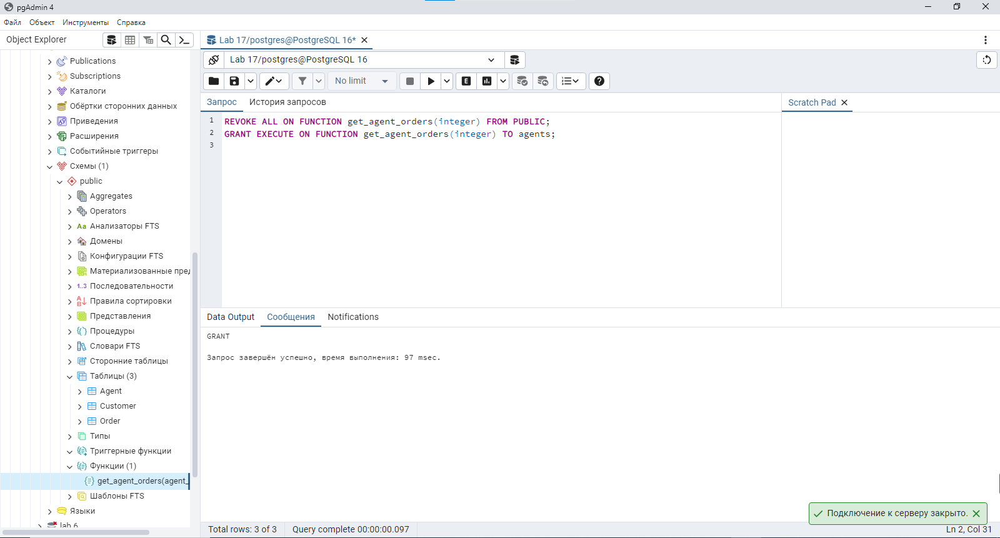 pgAdmin 4
Файл Объект Инструменты Справка
Object Explorer
Lab 17/postgres@PostgreSQL 16*
Lab 17/postgres@PostgreSQL 16
No limit
Запрос История запросов
Scratch Pad
1 REVOKE ALL ON FUNCTION get_agent_orders(integer) FROM PUBLIC;
2 GRANT EXECUTE ON FUNCTION get_agent_orders(integer) TO agents;
3
Publications
Subscriptions
Каталоги
Обёртки сторонних данных
Приведения
Расширения
Событийные триггеры
Схемы (1)
public
Aggregates
Operators
Aa Анализаторы FTS
Домены
Конфигурации FTS
Материализованные пред
1..3 Последовательности
Правила сортировки
Представления
Процедуры
Словари FTS
Сторонние таблицы
Таблицы (3)
Agent
Customer
Order
Типы
Триггерные функции
Функции (1)
get_agent_orders(agent_
Шаблоны FTS
Языки
lab 6
Data Output Сообщения Notifications
GRANT
Запрос завершён успешно, время выполнения: 97 msec.
Подключение к серверу закрыто.
Total rows: 3 of 3 Query complete 00:00:00.097 Ln 2, Col 31